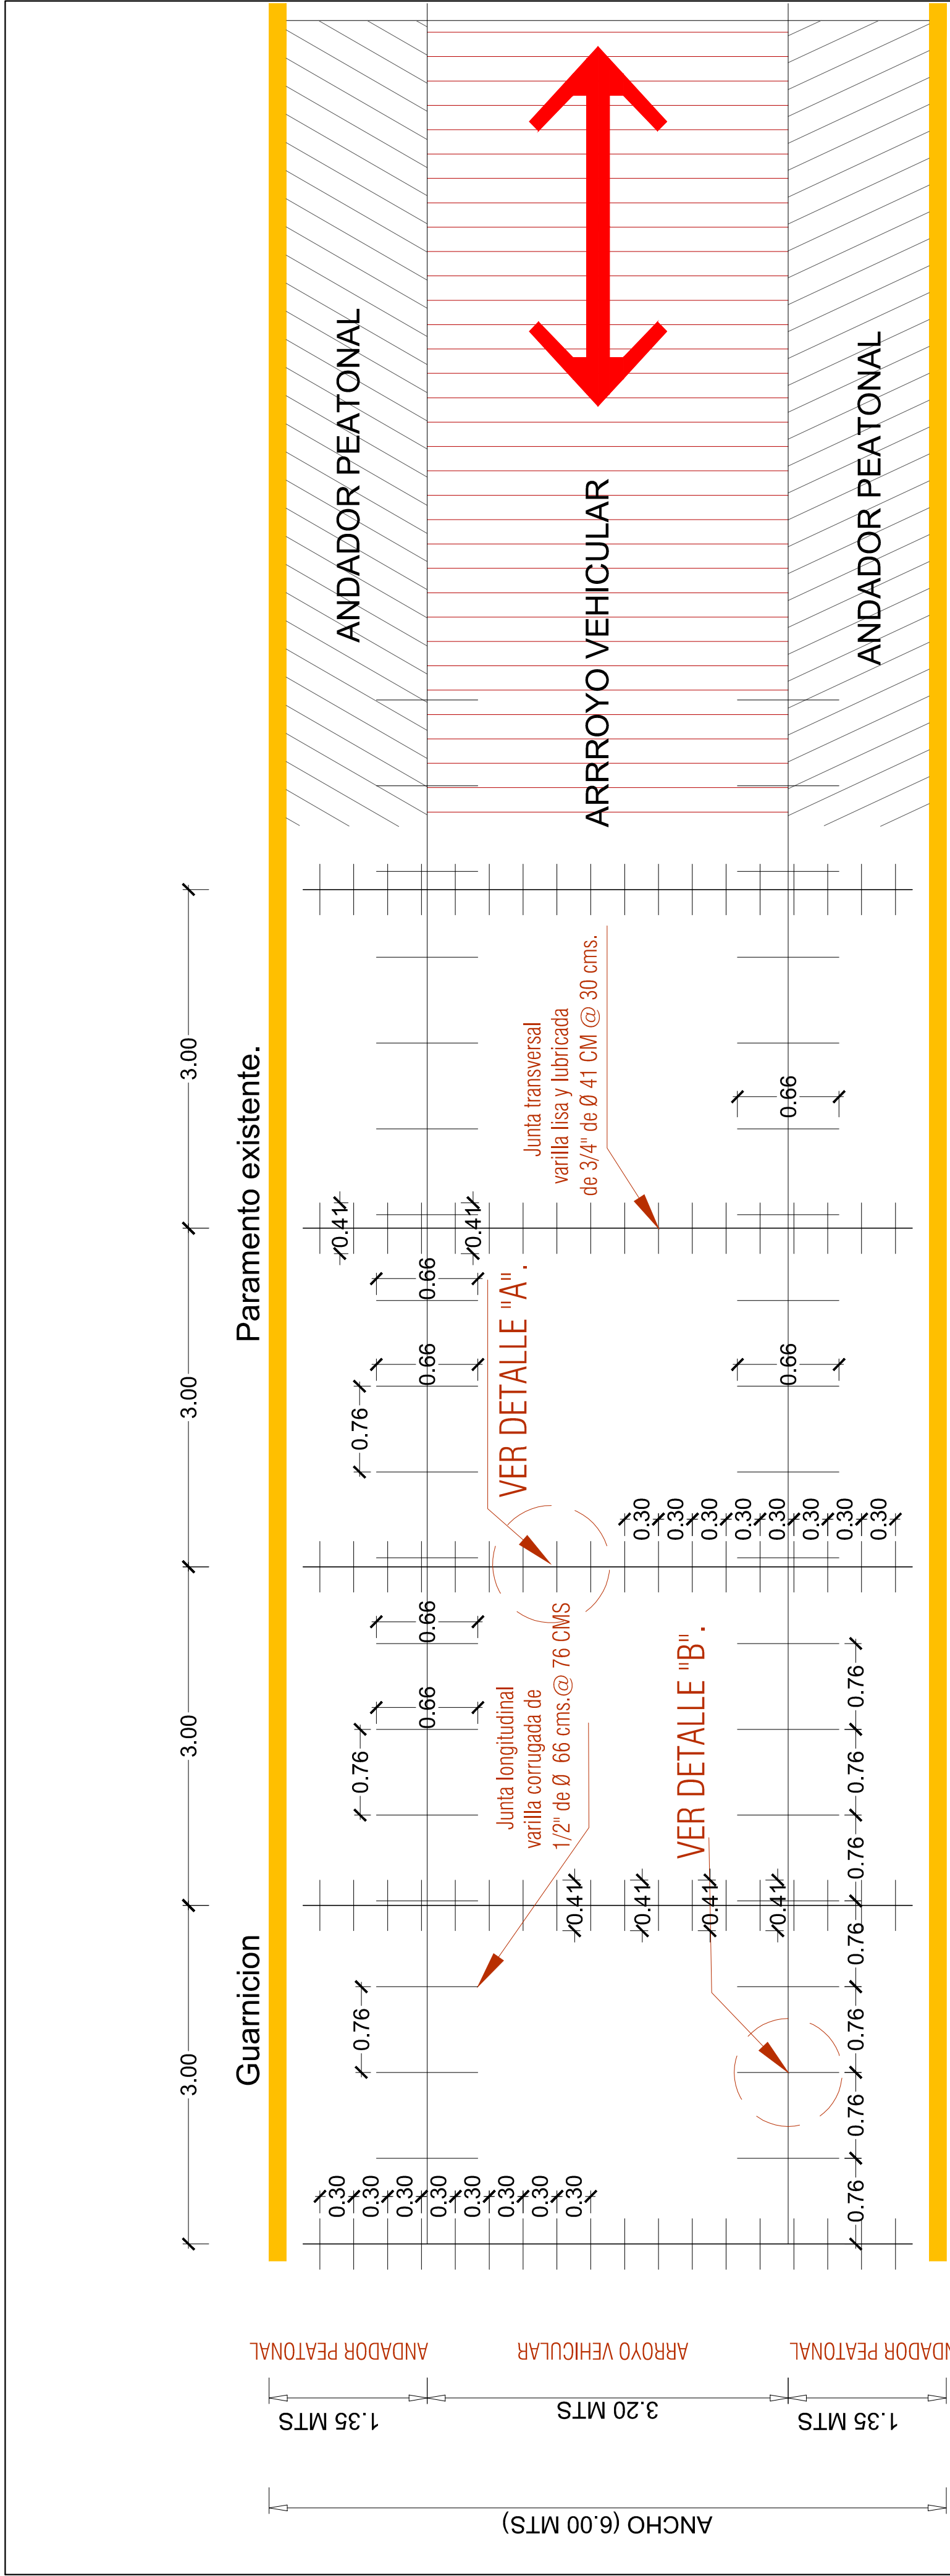 3.00
3.00
3.00
3.00
Guarnicion
Paramento existente.
ANDADOR PEATONAL
ARRROYO VEHICULAR
ANDADOR PEATONAL
0.30
0.30
0.30
0.30
0.30
0.30
0.30
0.30
0.76
0.76
0.76
0.66
0.66
0.66
0.66
0.41
0.41
Junta longitudinal
varilla corrugada de
1/2" de Ø 66 cms.@ 76 CMS
VER DETALLE "A".
Junta transversal
varilla lisa y lubricada
de 3/4" de Ø 41 CM @ 30 cms.
0.41
0.41
0.41
0.41
VER DETALLE "B".
0.30
0.30
0.30
0.30
0.30
0.30
0.30
0.30
0.66
0.66
0.76
0.76
0.76
0.76
0.76
0.76
0.76
ANDADOR PEATONAL
ARROYO VEHICULAR
NDADOR PEATONAL
1.35 MTS
3.20 MTS
1.35 MTS
ANCHO (6.00 MTS)